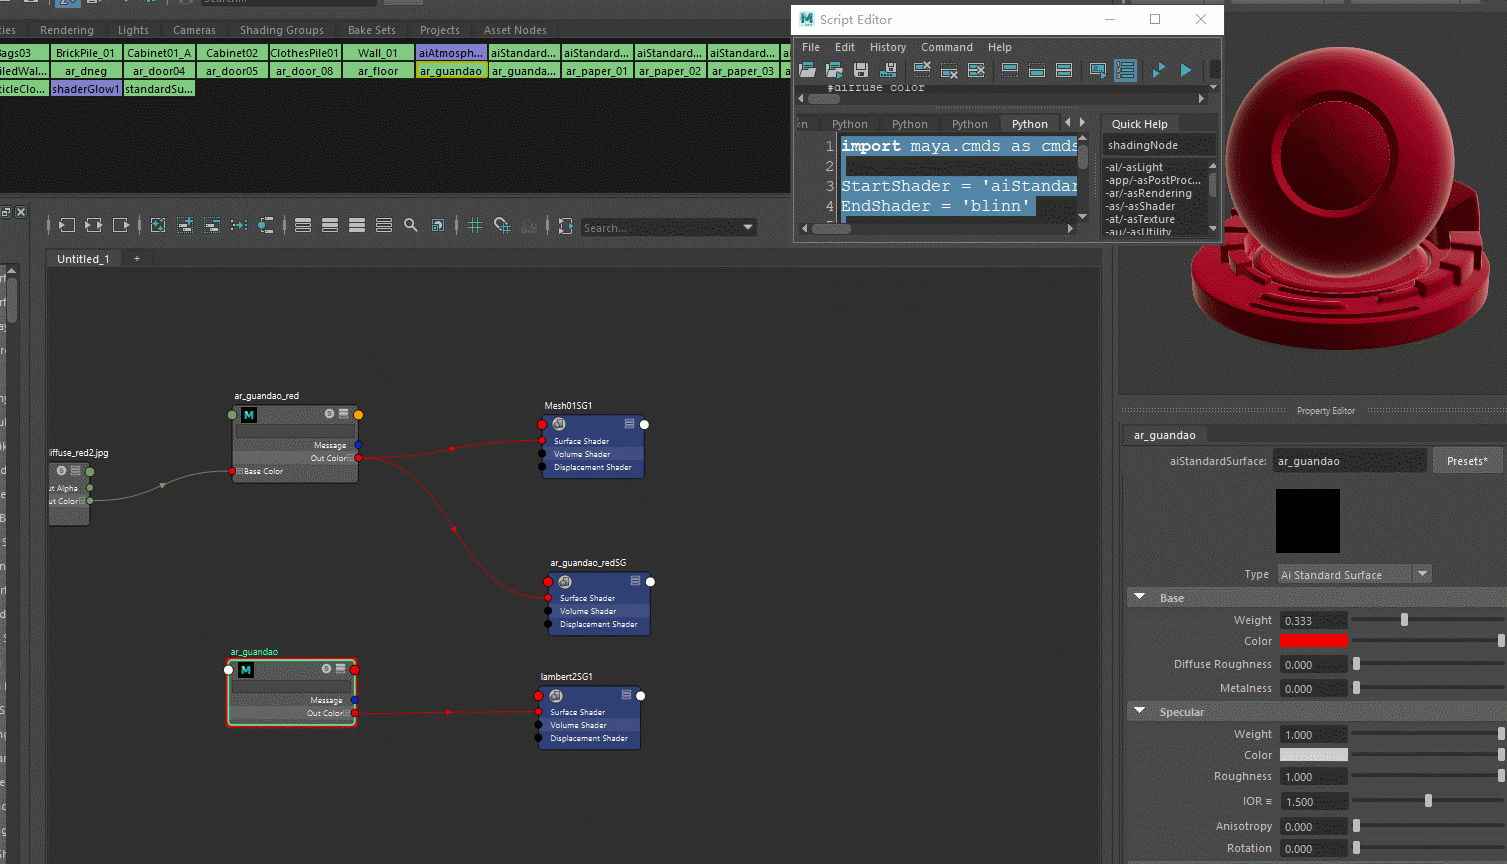 Script Editor
File Edit History Command Help
#diffuse color
Python Python Python Python
Quick Help
shadingNode
1 import maya.cmds as cmds
2
3 StartShader = 'aiStandar
4 EndShader = 'blinn'
-al/-asLight
-app/-asPostProc...
-ar/-asRendering
-as/-asShader
-at/-asTexture
-au/-asUtility
Rendering Lights Cameras Shading Groups Bake Sets Projects Asset Nodes
ags03 BrickPile_01 Cabinet01_A Cabinet02 ClothesPile01 Wall_01 aiAtmosph... aiStandard... aiStandard... aiStandard... aiStandard...
iledWal... ar_dneg ar_door04 ar_door05 ar_door_08 ar_floor ar_guandao ar_guanda... ar_paper_01 ar_paper_02 ar_paper_03
ticleClo... shaderGlow1 standardSu...
Search...
Untitled_1 +
ar_guandao_red
Message
Out Color
Base Color
diffuse_red2.jpg
ut Alpha
ut Color
Mesh01SG1
Surface Shader
Volume Shader
Displacement Shader
ar_guandao_redSG
Surface Shader
Volume Shader
Displacement Shader
ar_guandao
Message
Out Color
lambert2SG1
Surface Shader
Volume Shader
Displacement Shader
Property Editor
ar_guandao
aiStandardSurface: ar_guandao Presets*
Type Ai Standard Surface
Base
Weight 0.333
Color
Diffuse Roughness 0.000
Metalness 0.000
Specular
Weight 1.000
Color
Roughness 1.000
IOR 1.500
Anisotropy 0.000
Rotation 0.000